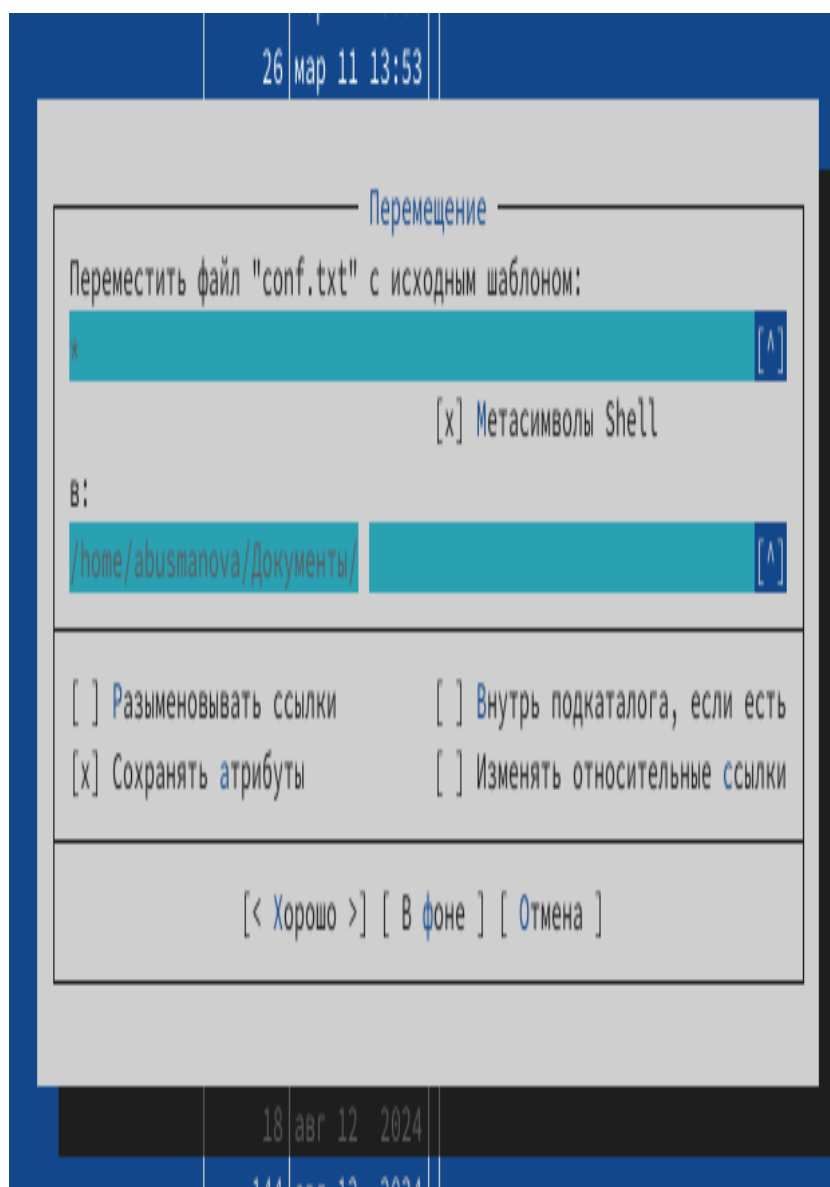 26 мар 11 13:53
Перемещение
Переместить файл "conf.txt" с исходным шаблоном:
* [^]
[x] Метасимволы Shell
в:
/home/abusmanova/Документы/ [^]
[ ] Разыменовывать ссылки [ ] Внутрь подкаталога, если есть
[x] Сохранять атрибуты [ ] Изменять относительные ссылки
[< Хорошо >] [ В фоне ] [ Отмена ]
18 авг 12 2024